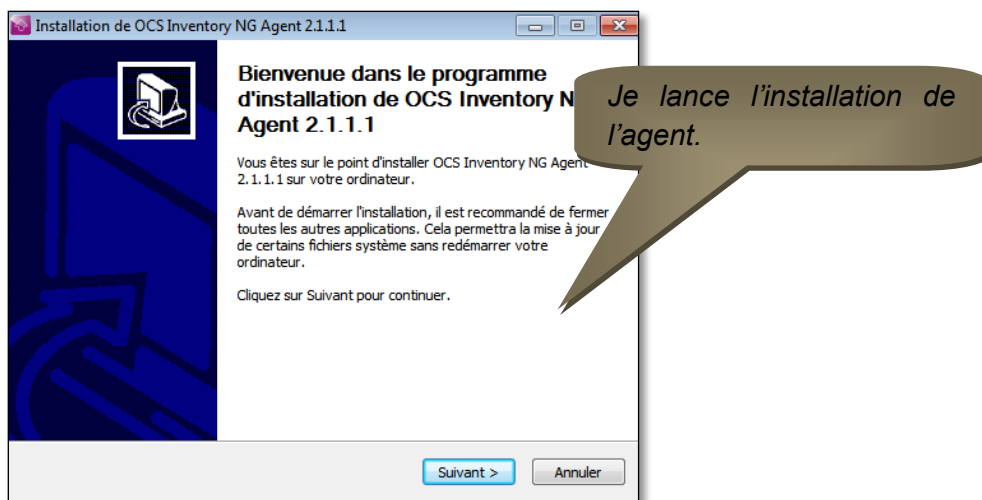 Installation de OCS Inventory NG Agent 2.1.1.1
Bienvenue dans le programme
d'installation de OCS Inventory N
Agent 2.1.1.1
Vous êtes sur le point d'installer OCS Inventory NG Agent
2.1.1.1 sur votre ordinateur.
Avant de démarrer l'installation, il est recommandé de fermer
toutes les autres applications. Cela permettra la mise à jour
de certains fichiers système sans redémarrer votre
ordinateur.
Cliquez sur Suivant pour continuer.
Je lance l’installation de
l’agent.
Suivant >
Annuler